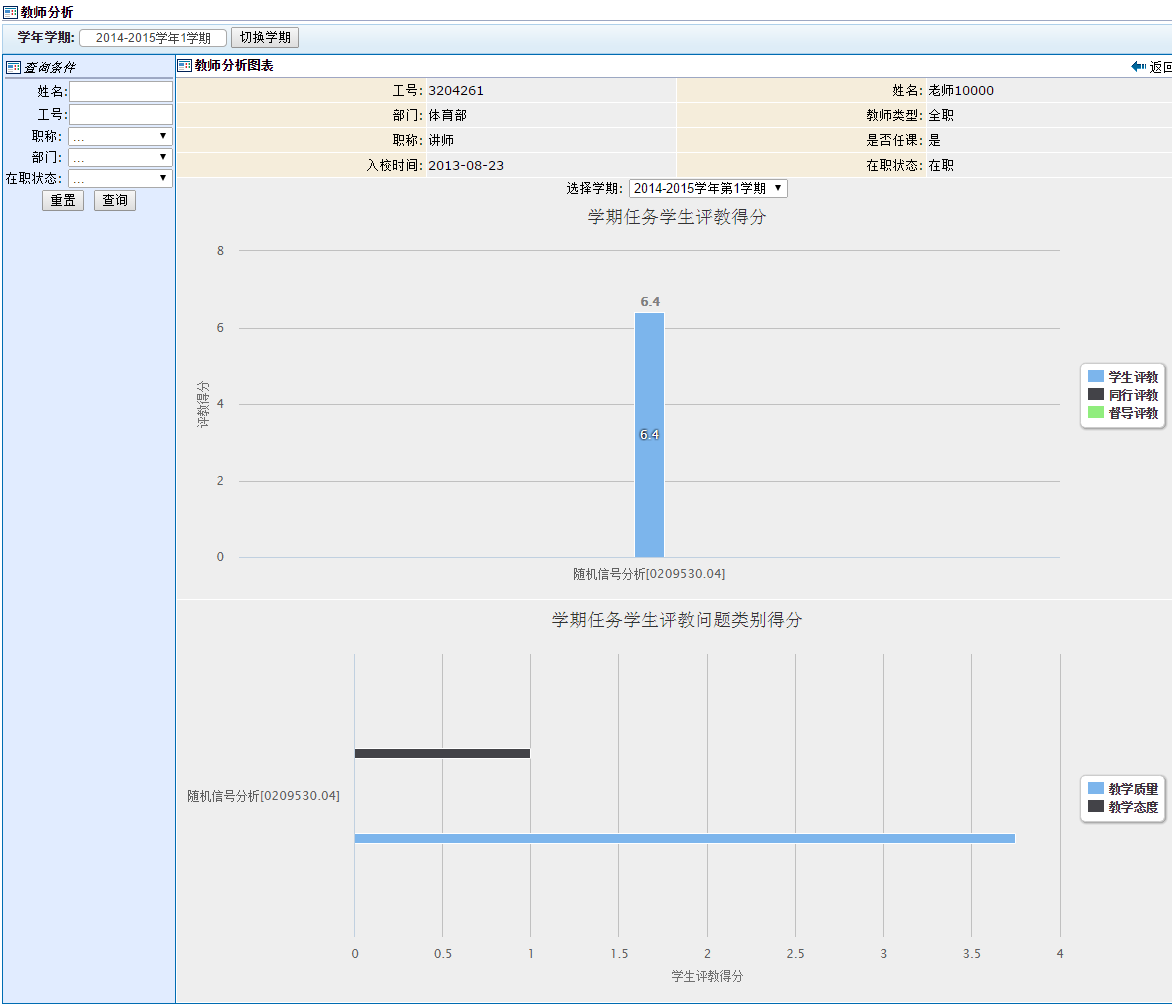 教师分析
学年学期: 2014-2015学年1学期 切换学期
查询条件
姓名:
工号:
职称: ...
部门: ...
在职状态: ...
重置 查询
教师分析图表 返回
工号: 3204261 姓名: 老师10000
部门: 体育部 教师类型: 全职
职称: 讲师 是否任课: 是
入校时间: 2013-08-23 在职状态: 在职
选择学期: 2014-2015学年第1学期
学期任务学生评教得分
8
6.4
6
评教得分
4
6.4
2
0
随机信号分析[0209530.04]
学生评教
同行评教
督导评教
学期任务学生评教问题类别得分
随机信号分析[0209530.04]
教学质量
教学态度
0 0.5 1 1.5 2 2.5 3 3.5 4
学生评教得分